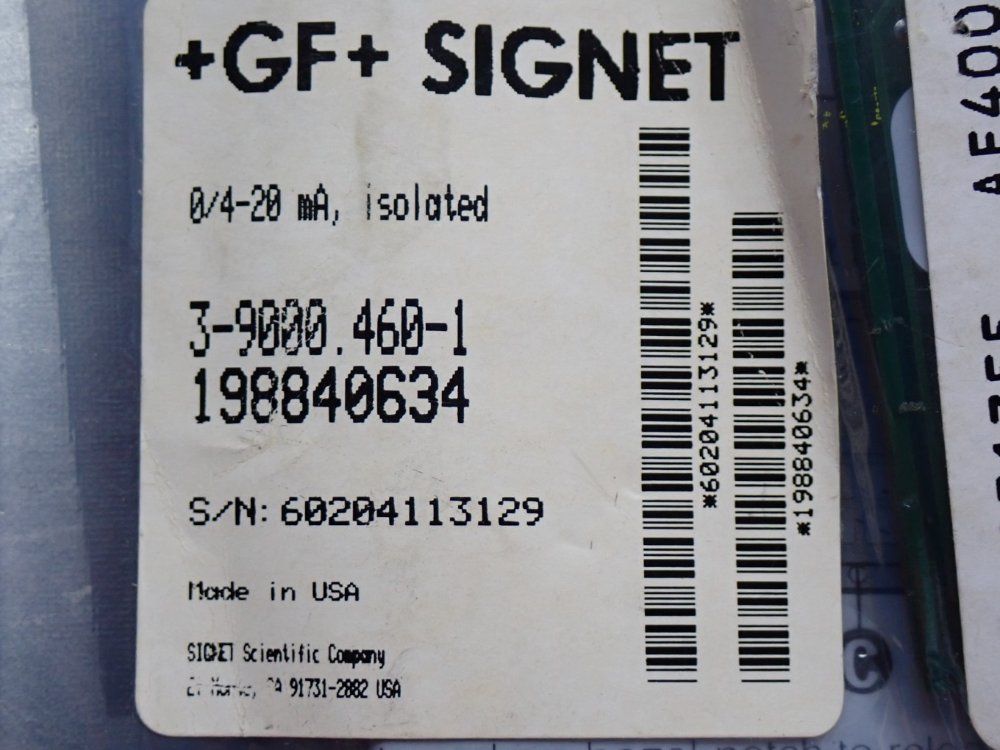 +GF+ SIGNET
0/4-20 mA, isolated
3-9000.460-1
198840634
S/N: 60204113129
Made in USA
SIGNET Scientific Company
91731-2882 USA
*60204113129*
*198840634*
AE400
©